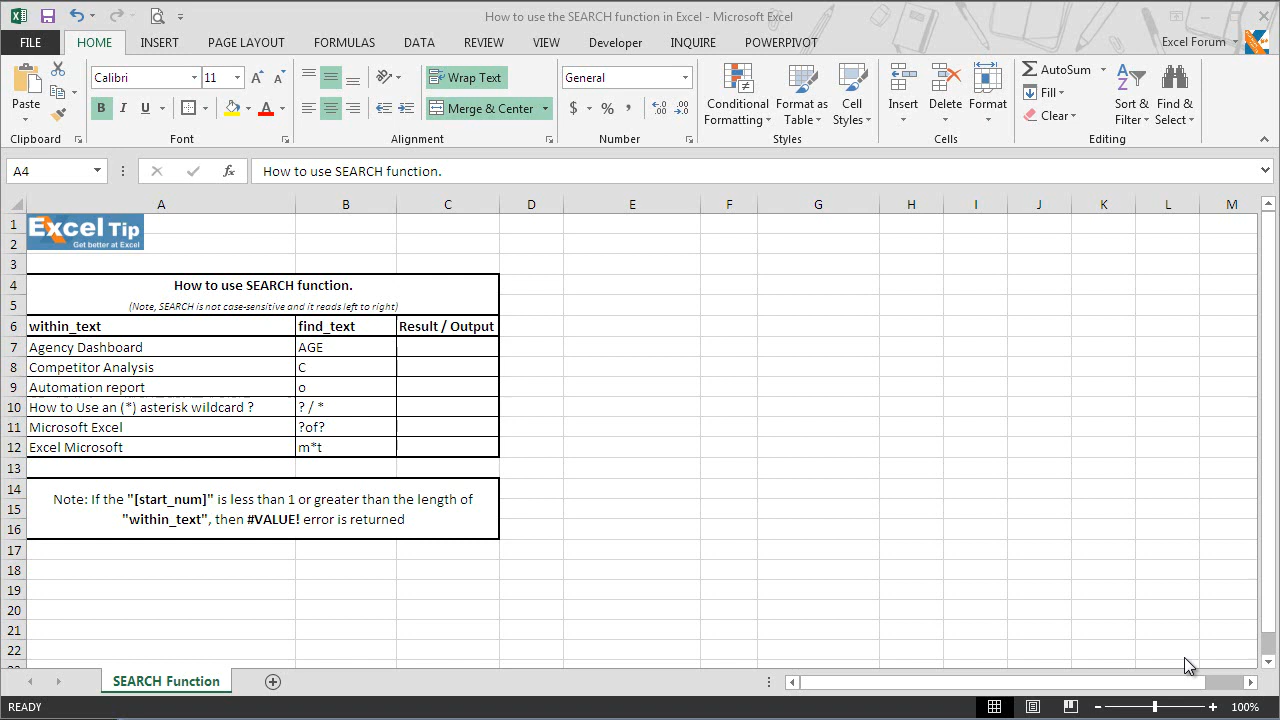 How to use the SEARCH function in Excel - Microsoft Excel
FILE HOME INSERT PAGE LAYOUT FORMULAS DATA REVIEW VIEW Developer INQUIRE POWERPIVOT Excel Forum
Calibri 11 Wrap Text General AutoSum
Paste B I U A Merge & Center $ % , Conditional Formatting Format as Table Cell Styles Insert Delete Format Fill Clear Sort & Filter Find & Select
Clipboard Font Alignment Number Styles Cells Editing
A4 fx How to use SEARCH function.
A B C D E F G H I J K L M
1 Excel Tip
2 Get better at Excel
3
4 How to use SEARCH function.
5 (Note, SEARCH is not case-sensitive and it reads left to right)
6 within_text find_text Result / Output
7 Agency Dashboard AGE
8 Competitor Analysis C
9 Automation report o
10 How to Use an (*) asterisk wildcard ? ? / *
11 Microsoft Excel ?of?
12 Excel Microsoft m*t
13
14 Note: If the "[start_num]" is less than 1 or greater than the length of
15
16 "within_text", then #VALUE! error is returned
17
18
19
20
21
22
SEARCH Function
READY 100%